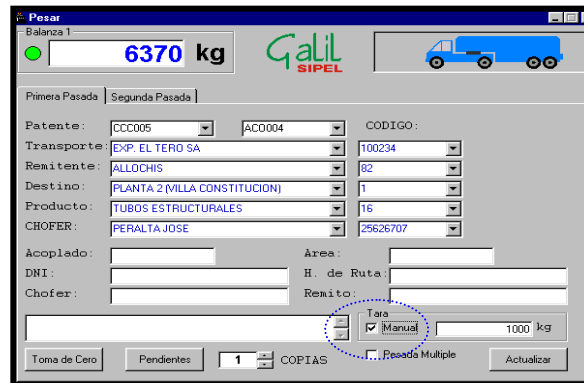 Pesar
Balanza 1
6370 kg
Galil
SIPEL
Primera Pasada Segunda Pasada
Patente: CCC005 ACO004 CODIGO:
Transporte: EXP. EL TERO SA 100234
Remitente: ALLOCHIS 82
Destino: PLANTA 2 (VILLA CONSTITUCION) 1
Producto: TUBOS ESTRUCTURALES 16
CHOFER: PERALTA JOSE 25626707
Acoplado: Area:
DNI: H. de Ruta:
Chofer: Remito:
Tara
Manual 1000 kg
Toma de Cero Pendientes 1 COPIAS Pesada Multiple Actualizar